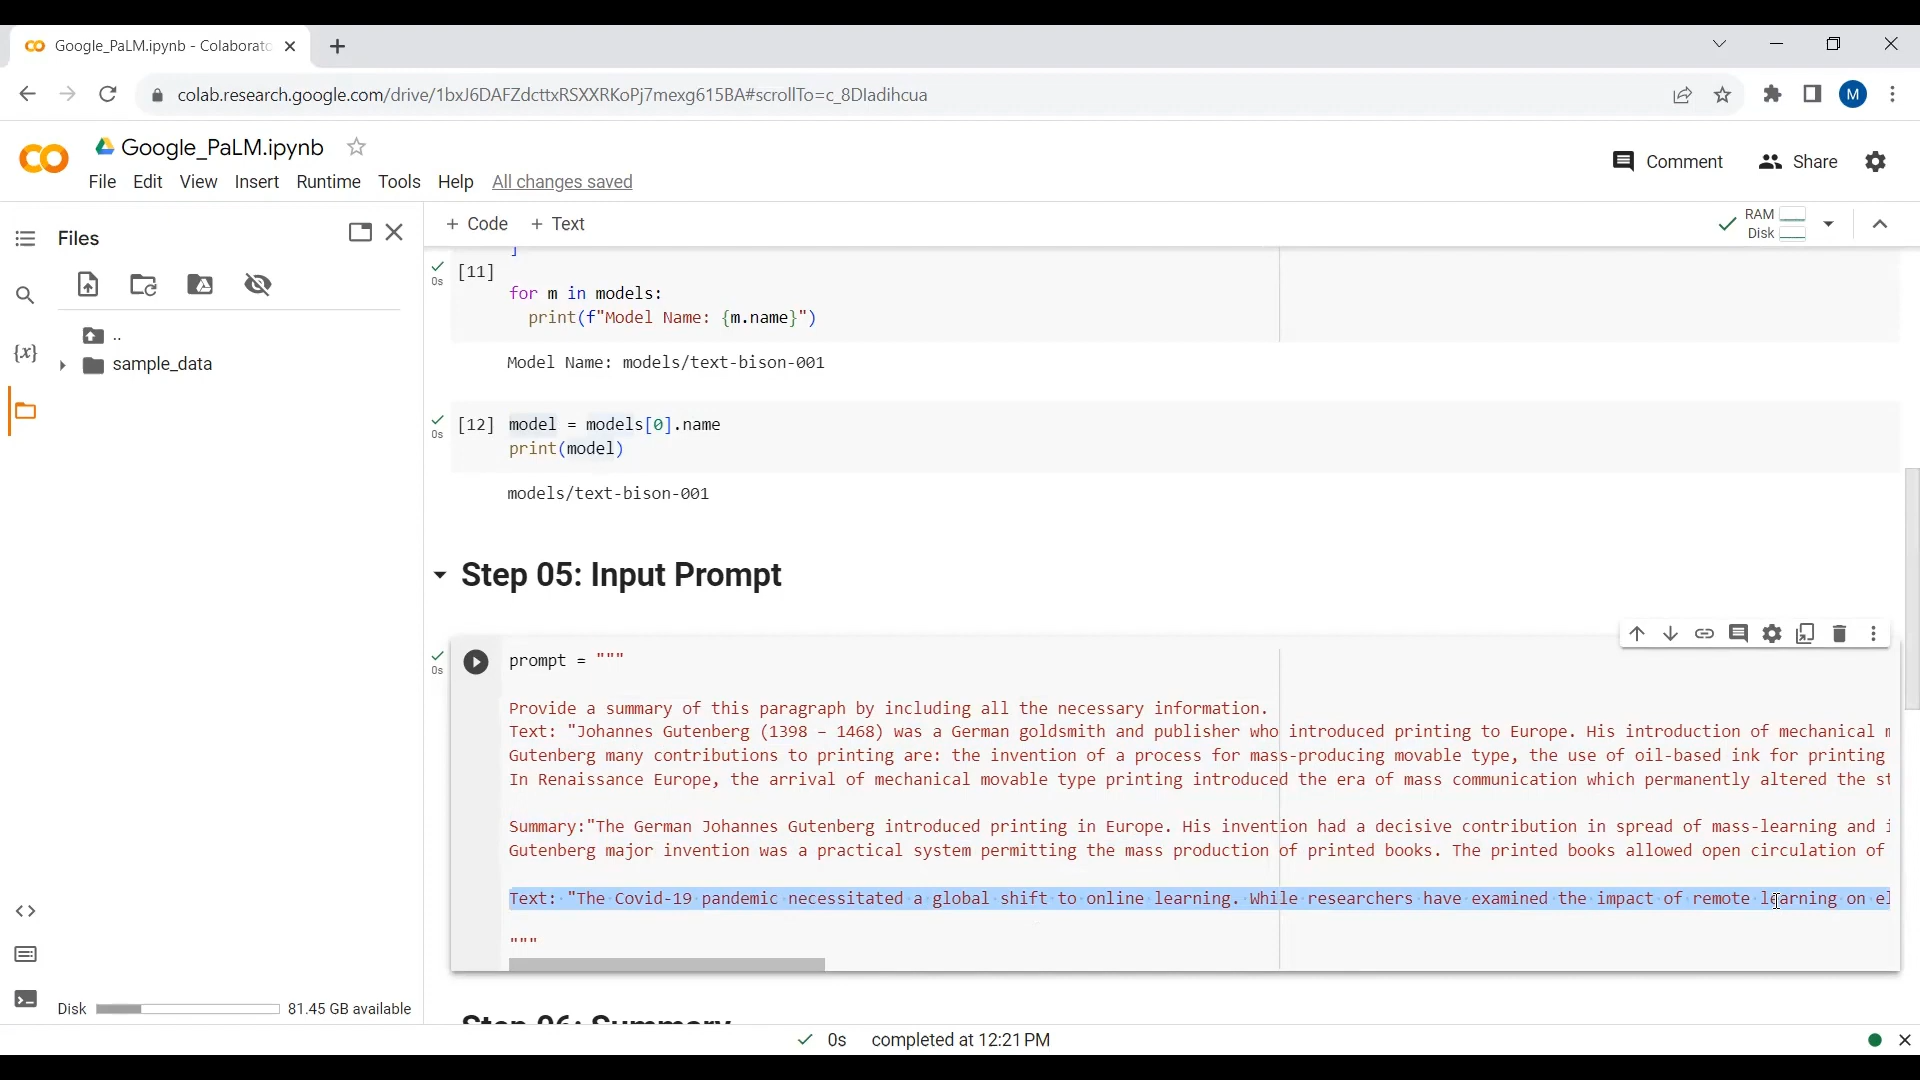 Google_PaLM.ipynb - Colaborato
colab.research.google.com/drive/1bxJ6DAFZdcttxRSXXRKoPj7mexg615BA#scrollTo=c_8DIadihcua
M
Google_PaLM.ipynb
Comment
Share
File Edit View Insert Runtime Tools Help All changes saved
Files
+ Code + Text
RAM
Disk
..
sample_data
{x}
]
[11]
0s
for m in models:
print(f"Model Name: {m.name}")
Model Name: models/text-bison-001
[12] model = models[0].name
0s
print(model)
models/text-bison-001
Step 05: Input Prompt
prompt = """
0s
Provide a summary of this paragraph by including all the necessary information.
Text: "Johannes Gutenberg (1398 – 1468) was a German goldsmith and publisher who introduced printing to Europe. His introduction of mechanical
Gutenberg many contributions to printing are: the invention of a process for mass-producing movable type, the use of oil-based ink for printing
In Renaissance Europe, the arrival of mechanical movable type printing introduced the era of mass communication which permanently altered the st
Summary:"The German Johannes Gutenberg introduced printing in Europe. His invention had a decisive contribution in spread of mass-learning and
Gutenberg major invention was a practical system permitting the mass production of printed books. The printed books allowed open circulation of
Text: "The Covid-19 pandemic necessitated a global shift to online learning. While researchers have examined the impact of remote learning on el
"""
Disk 81.45 GB available
Step 06: Summary
0s completed at 12:21 PM